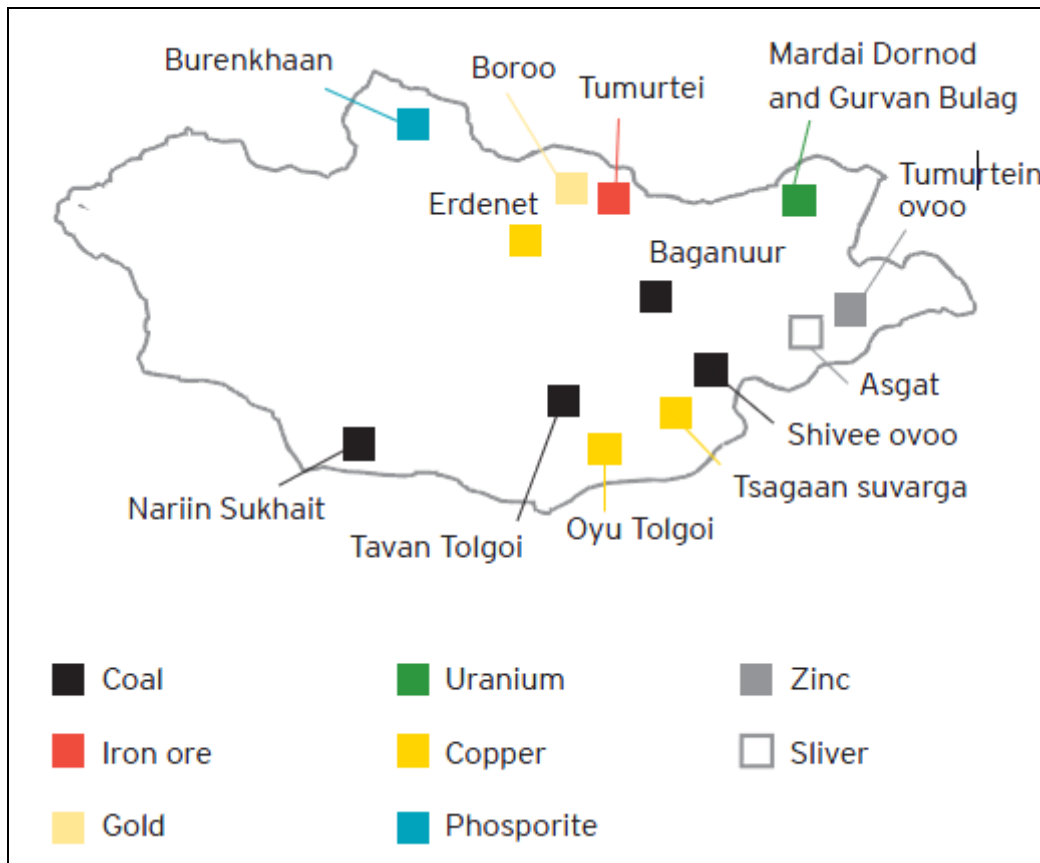 Burenkhaan
Boroo
Tumurtei
Mardai Dornod
and Gurvan Bulag
Tumurtein
ovoo
Erdenet
Baganuur
Asgat
Shivee ovoo
Tsagaan suvarga
Nariin Sukhait
Tavan Tolgoi
Oyu Tolgoi
Coal
Uranium
Zinc
Iron ore
Copper
Sliver
Gold
Phosporite